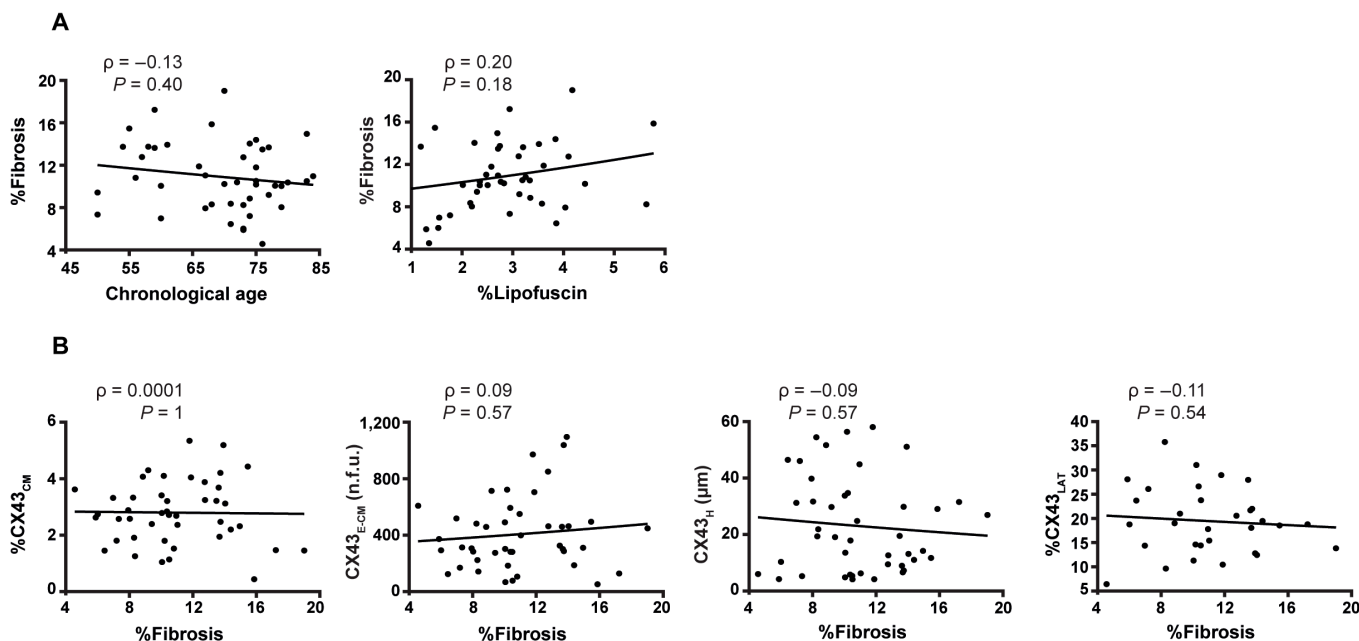 A
ρ = –0.13
P = 0.40
%Fibrosis
20
16
12
8
4
45 55 65 75 85
Chronological age
ρ = 0.20
P = 0.18
%Fibrosis
20
16
12
8
4
1 2 3 4 5 6
%Lipofuscin
B
ρ = 0.0001
P = 1
%CX43CM
6
4
2
0
4 8 12 16 20
%Fibrosis
ρ = 0.09
P = 0.57
CX43E-CM (n.f.u.)
1,200
800
400
0
4 8 12 16 20
%Fibrosis
ρ = –0.09
P = 0.57
CX43H (µm)
60
40
20
0
4 8 12 16 20
%Fibrosis
ρ = –0.11
P = 0.54
%CX43LAT
40
35
30
25
20
15
10
5
4 8 12 16 20
%Fibrosis